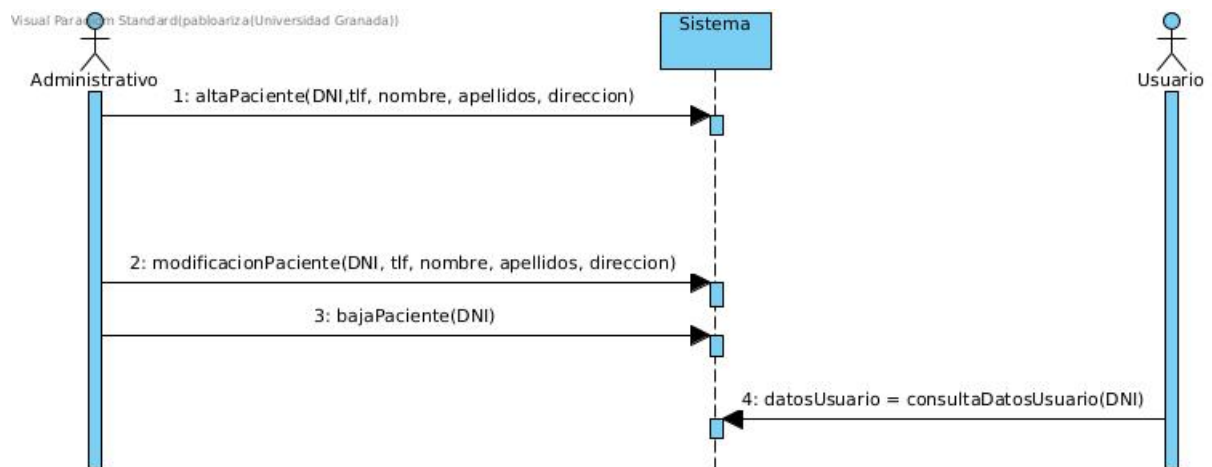 Visual Paradigm Standard(pabloariza(Universidad Granada))
Sistema
Administrativo
Usuario
1: altaPaciente(DNI,tlf, nombre, apellidos, direccion)
2: modificacionPaciente(DNI, tlf, nombre, apellidos, direccion)
3: bajaPaciente(DNI)
4: datosUsuario = consultaDatosUsuario(DNI)